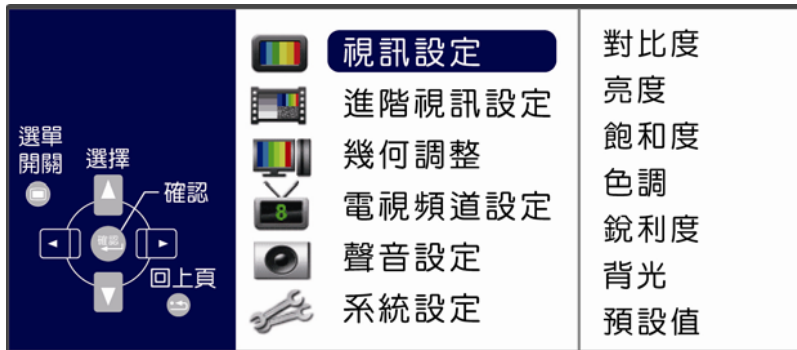 選單
開關
選擇
確認
確認
回上頁
視訊設定
進階視訊設定
幾何調整
8
電視頻道設定
聲音設定
系統設定
對比度
亮度
飽和度
色調
銳利度
背光
預設值